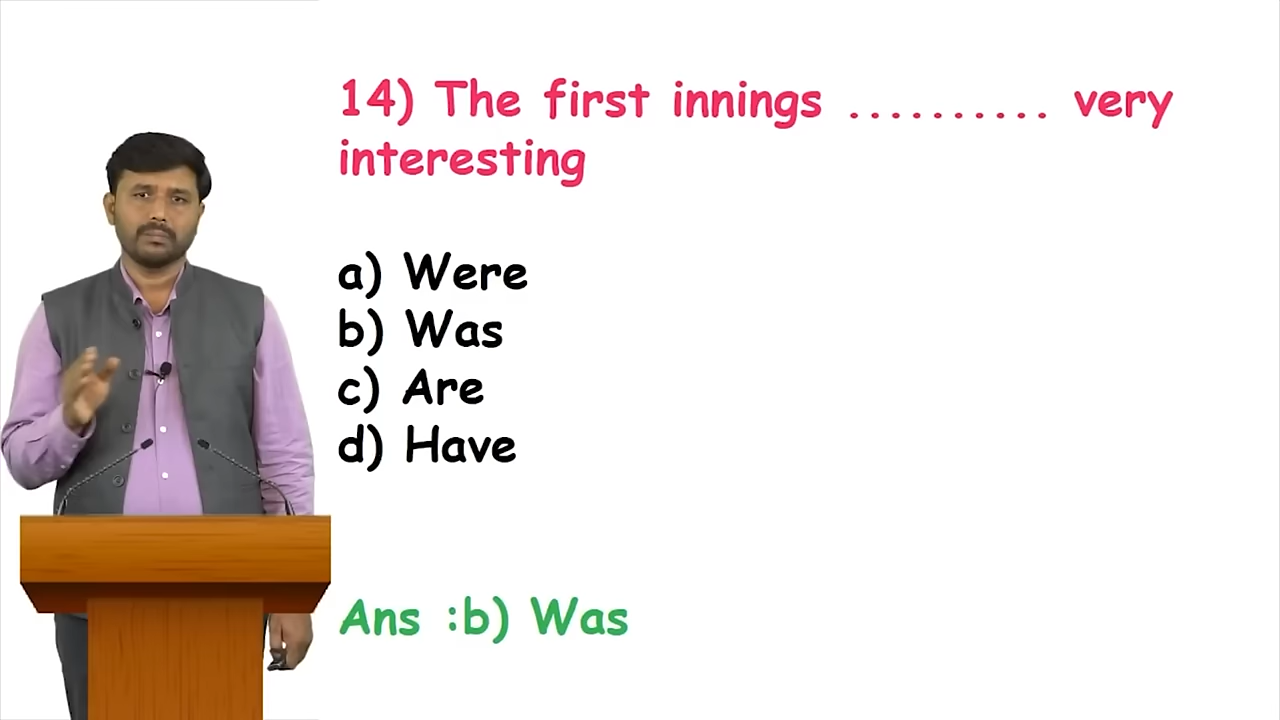 14) The first innings .......... very
interesting
a) Were
b) Was
c) Are
d) Have
Ans :b) Was